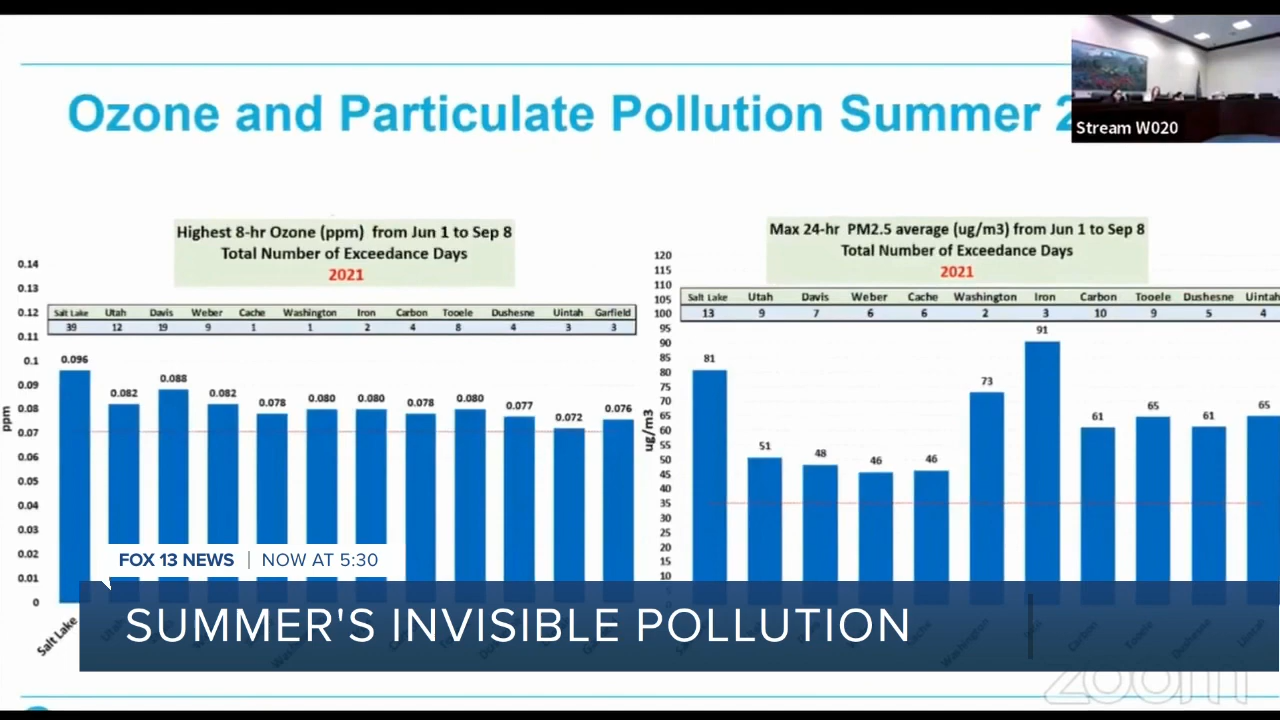 Ozone and Particulate Pollution Summer
Stream W020
Highest 8-hr Ozone (ppm) from Jun 1 to Sep 8
Total Number of Exceedance Days
2021
0.14
0.13
0.12
0.11
0.1
0.09
0.08
0.07
0.06
0.05
0.04
0.03
0.02
0.01
0
ppm
Salt Lake Utah Davis Weber Cache Washington Iron Carbon Tooele Dushesne Uintah Garfield
39 12 19 9 1 1 2 4 8 4 3 3
0.096 0.082 0.088 0.082 0.078 0.080 0.080 0.078 0.080 0.077 0.072 0.076
Salt Lake
Max 24-hr PM2.5 average (ug/m3) from Jun 1 to Sep 8
Total Number of Exceedance Days
2021
120
115
110
105
100
95
90
85
80
75
70
65
60
55
50
45
40
35
30
25
20
15
10
ug/m3
Salt Lake Utah Davis Weber Cache Washington Iron Carbon Tooele Dushesne Uintah
13 9 7 6 6 2 3 10 9 5 4
81 51 48 46 46 73 91 61 65 61 65
Washington Carbon Tooele Dushesne Uintah
FOX 13 NEWS | NOW AT 5:30
SUMMER'S INVISIBLE POLLUTION
zoom